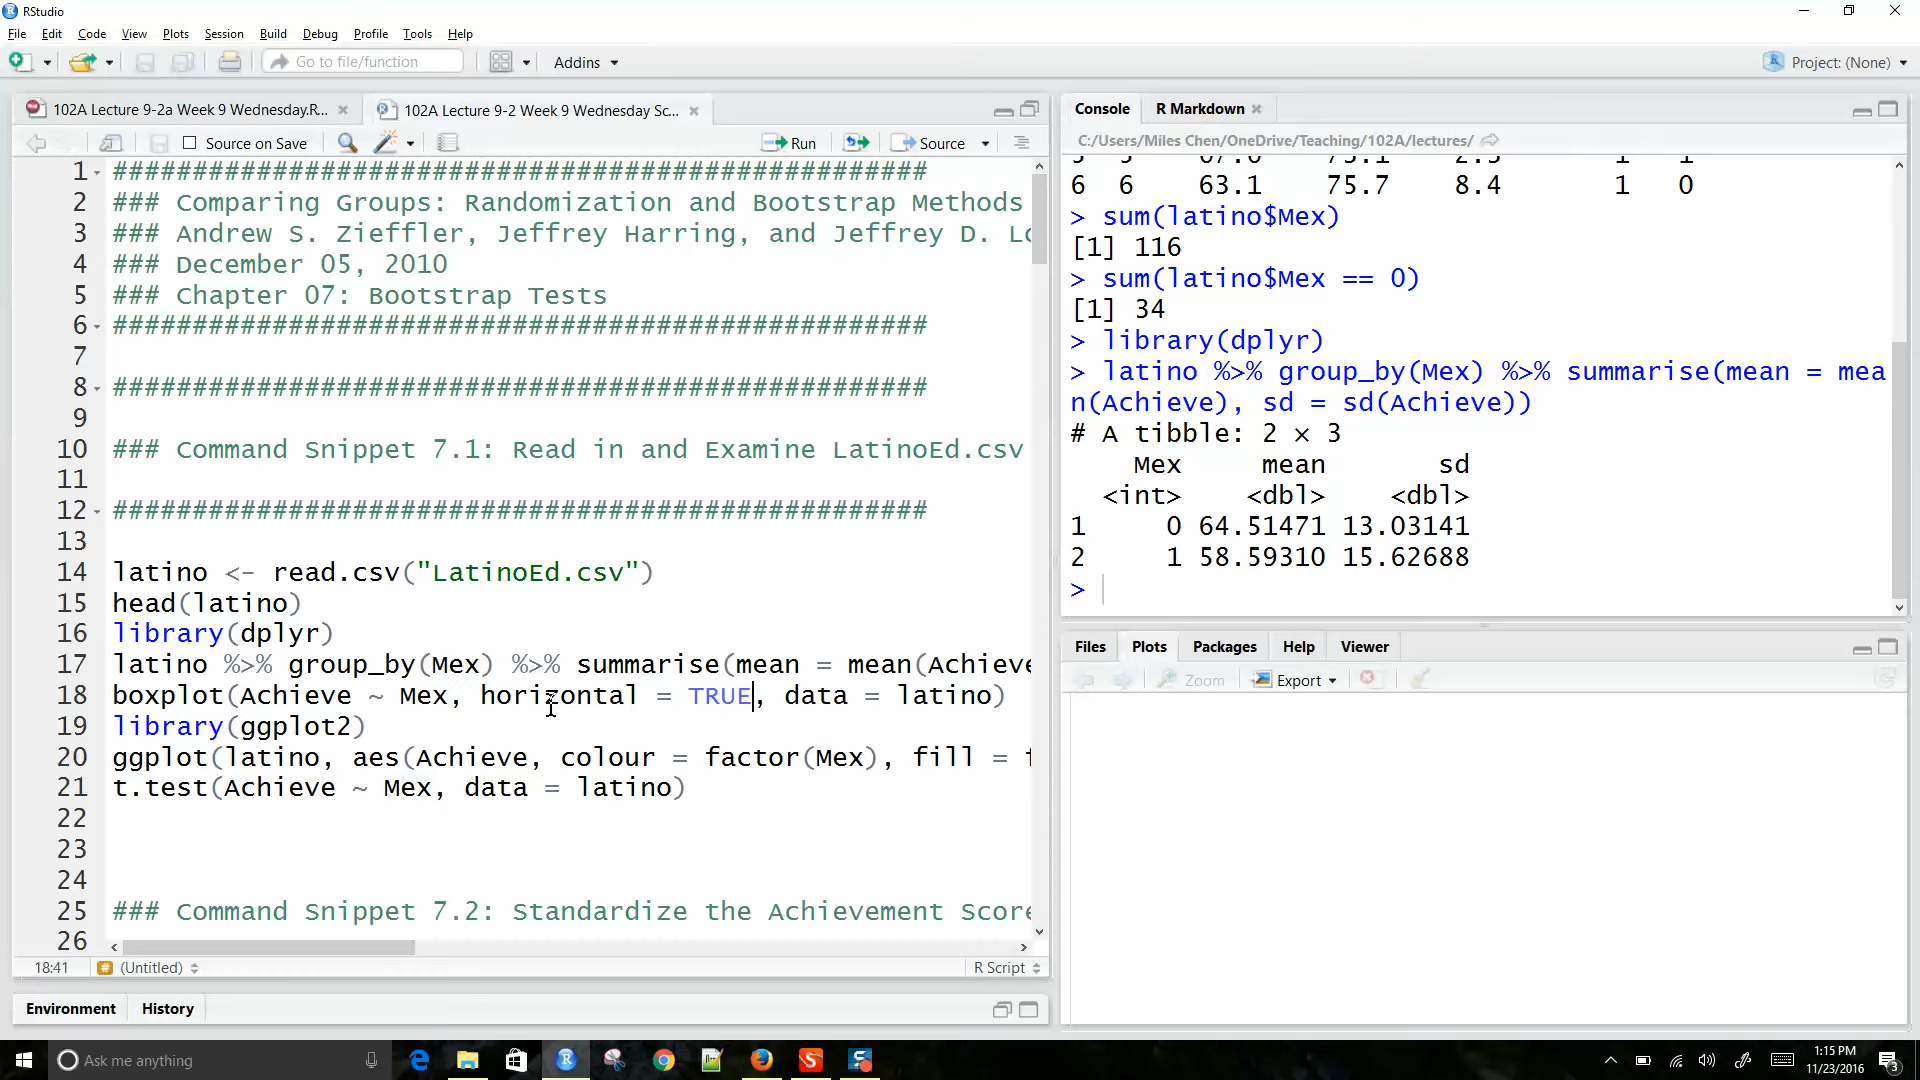 RStudio
File Edit Code View Plots Session Build Debug Profile Tools Help
Go to file/function Addins Project: (None)
102A Lecture 9-2a Week 9 Wednesday.R... 102A Lecture 9-2 Week 9 Wednesday Sc...
Source on Save Run Source
1 ###################################################
2 ### Comparing Groups: Randomization and Bootstrap Methods
3 ### Andrew S. Zieffler, Jeffrey Harring, and Jeffrey D. Lo
4 ### December 05, 2010
5 ### Chapter 07: Bootstrap Tests
6 ###################################################
7
8 ###################################################
9
10 ### Command Snippet 7.1: Read in and Examine LatinoEd.csv
11
12 ###################################################
13
14 latino <- read.csv("LatinoEd.csv")
15 head(latino)
16 library(dplyr)
17 latino %>% group_by(Mex) %>% summarise(mean = mean(Achieve
18 boxplot(Achieve ~ Mex, horizontal = TRUE, data = latino)
19 library(ggplot2)
20 ggplot(latino, aes(Achieve, colour = factor(Mex), fill = f
21 t.test(Achieve ~ Mex, data = latino)
22
23
24
25 ### Command Snippet 7.2: Standardize the Achievement Score
26
18:41 (Untitled) R Script
Environment History
Console R Markdown
C:/Users/Miles Chen/OneDrive/Teaching/102A/lectures/
6 6 63.1 75.7 8.4 1 0
> sum(latino$Mex)
[1] 116
> sum(latino$Mex == 0)
[1] 34
> library(dplyr)
> latino %>% group_by(Mex) %>% summarise(mean = mea
n(Achieve), sd = sd(Achieve))
# A tibble: 2 × 3
Mex mean sd
<int> <dbl> <dbl>
1 0 64.51471 13.03141
2 1 58.59310 15.62688
>
Files Plots Packages Help Viewer
Zoom Export
Ask me anything
1:15 PM
11/23/2016
3